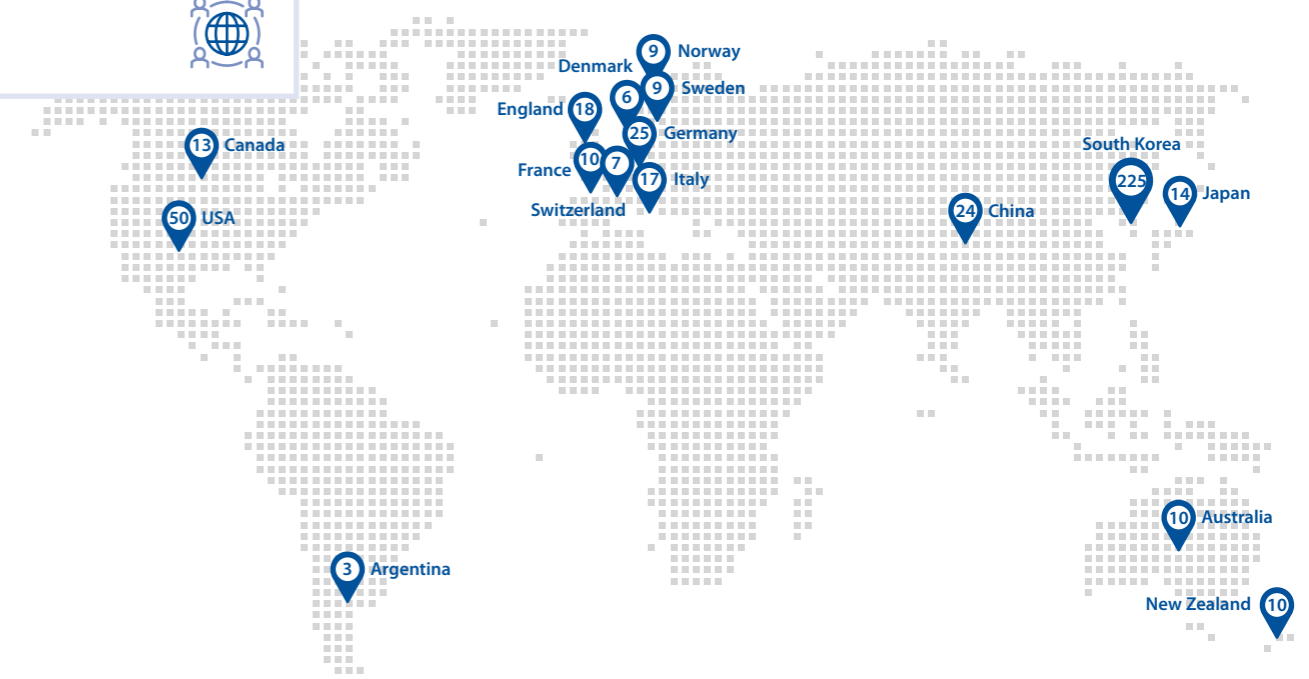 9 Norway
Denmark
6
9 Sweden
England 18
25 Germany
13 Canada
France 10
7
17 Italy
Switzerland
South Korea
225
14 Japan
50 USA
24 China
10 Australia
3 Argentina
New Zealand 10